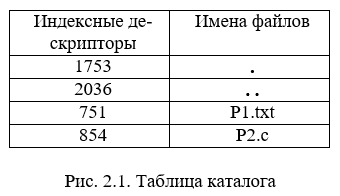 Индексные де-
скрипторы
Имена файлов
1753
.
2036
. .
751
P1.txt
854
P2.c
Рис. 2.1. Таблица каталога